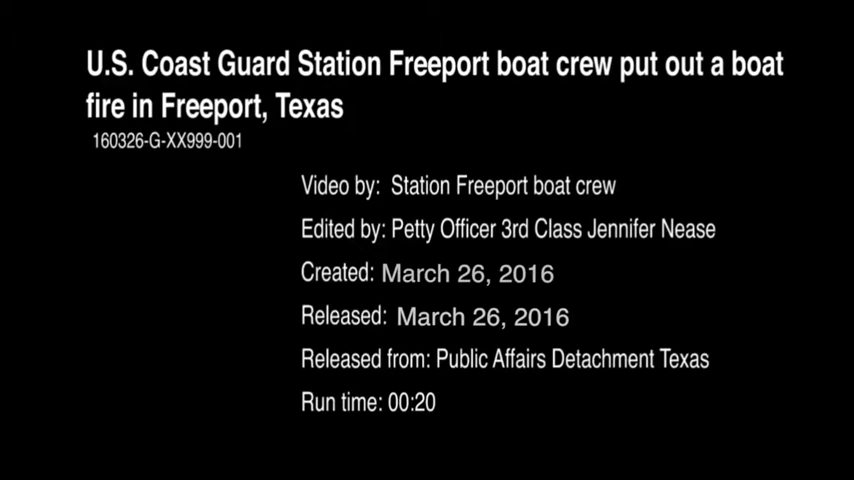 U.S. Coast Guard Station Freeport boat crew put out a boat
fire in Freeport, Texas
160326-G-XX999-001
Video by: Station Freeport boat crew
Edited by: Petty Officer 3rd Class Jennifer Nease
Created: March 26, 2016
Released: March 26, 2016
Released from: Public Affairs Detachment Texas
Run time: 00:20